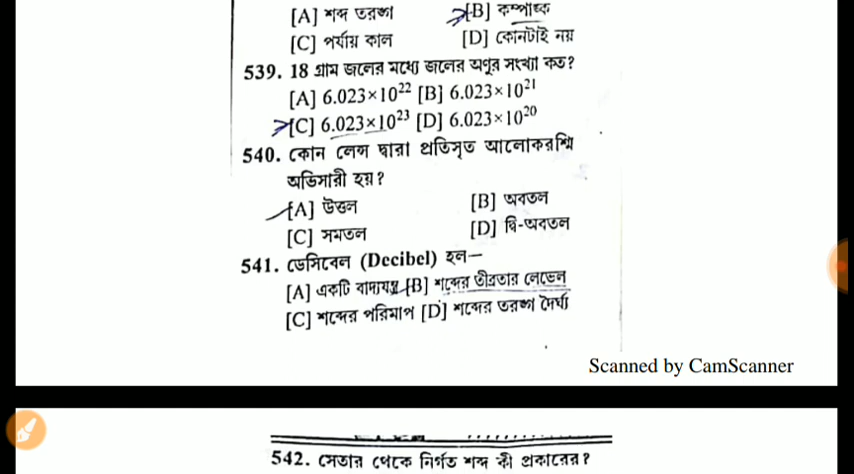 [A] শব্দ তরঙ্গ [B] কম্পাঙ্ক
[C] পর্যায় কাল [D] কোনটাই নয়
539. 18 গ্রাম জলের মধ্যে জলের অণুর সংখ্যা কত?
[A] 6.023×10²² [B] 6.023×10²¹
[C] 6.023×10²³ [D] 6.023×10²⁰
540. কোন লেন্স দ্বারা প্রতিসৃত আলোকরশ্মি
অভিসারী হয়?
[A] উত্তল [B] অবতল
[C] সমতল [D] দ্বি-অবতল
541. ডেসিবেল (Decibel) হল—
[A] একটি বাদ্যযন্ত্র [B] শব্দের তীব্রতার লেভেল
[C] শব্দের পরিমাপ [D] শব্দের তরঙ্গ দৈর্ঘ্য
Scanned by CamScanner
542. সেতার থেকে নির্গত শব্দ কী প্রকারের?